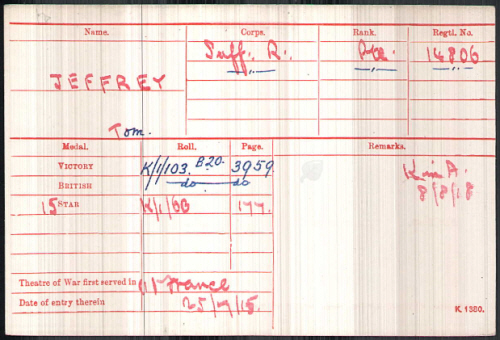 Name. Corps. Rank. Regtl. No.
Suff: R: Pte. 14806
JEFFREY
Tom.
Medal. Roll. Page. Remarks.
VICTORY K/1/103. B20. 3959
BRITISH do do
15 STAR K/1/66 177.
K in A.
8/8/18
Theatre of War first served in (1) France
Date of entry therein 25/7/15.
K 1380.